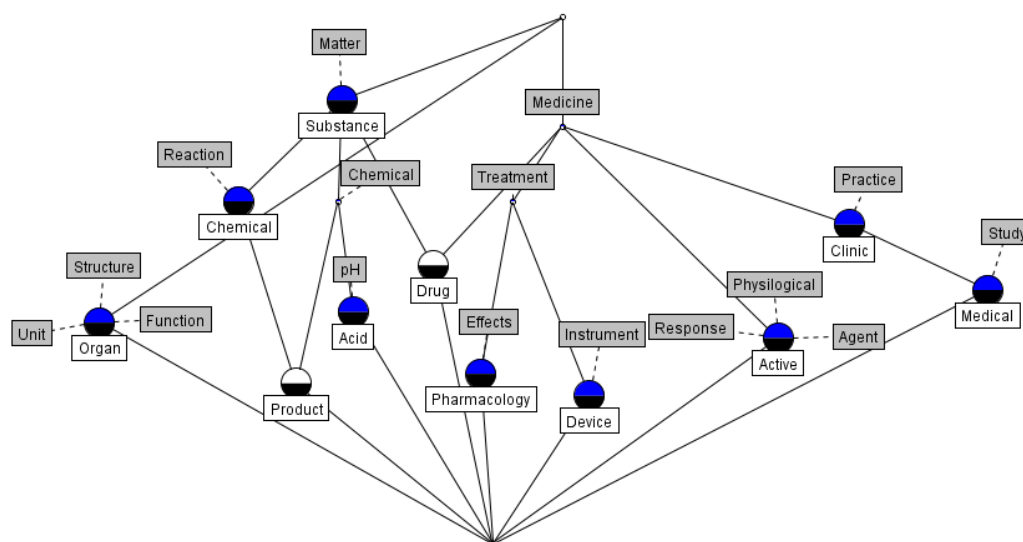 Matter
Substance
Medicine
Reaction
Chemical
Treatment
Practice
Chemical
Clinic
Study
Structure
pH
Drug
Physilogical
Medical
Unit
Function
Organ
Acid
Effects
Instrument
Response
Agent
Active
Product
Pharmacology
Device